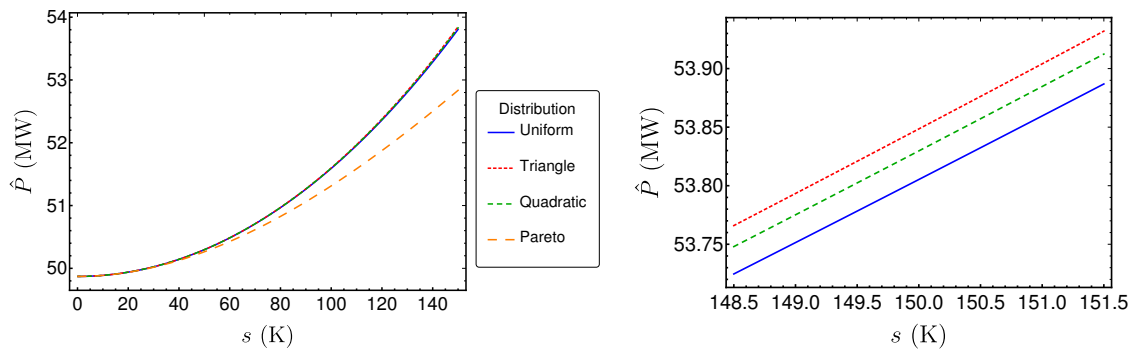 54
53
52
51
50
P̂ (MW)
0 20 40 60 80 100 120 140
s (K)
Distribution
Uniform
Triangle
Quadratic
Pareto
53.90
53.85
53.80
53.75
P̂ (MW)
148.5 149.0 149.5 150.0 150.5 151.0 151.5
s (K)